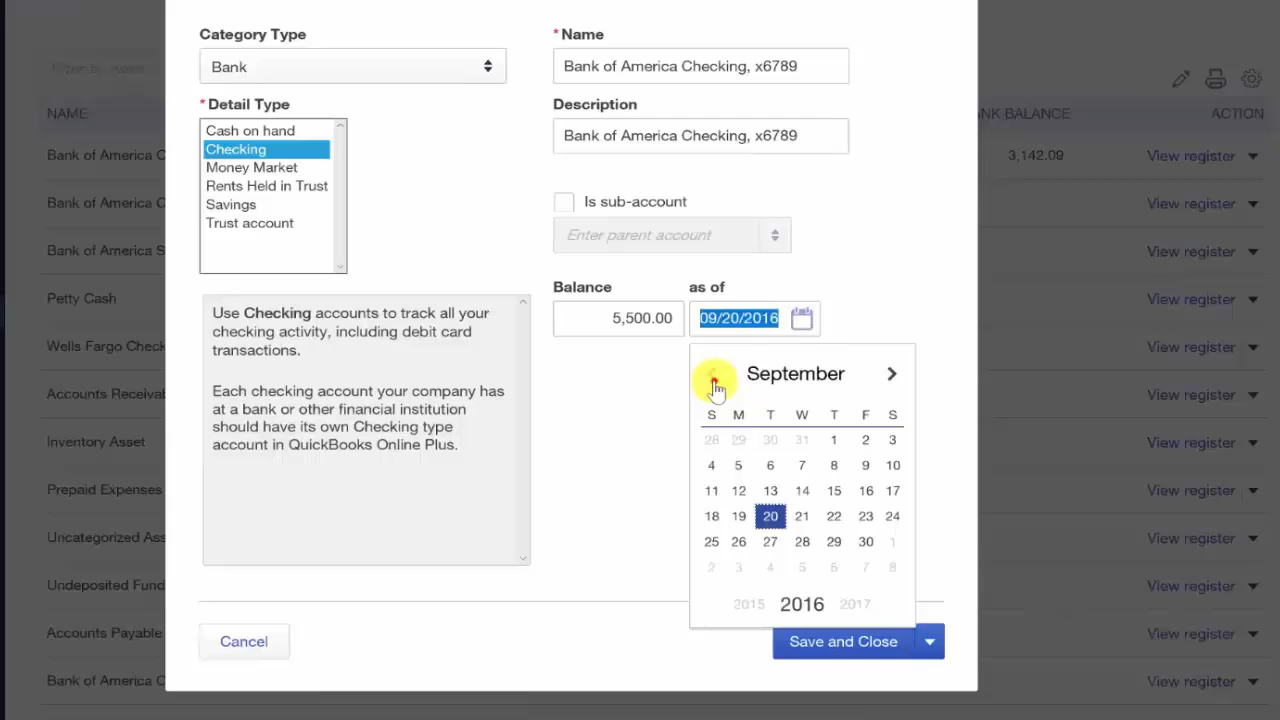 Category Type
* Name
Bank
Bank of America Checking, x6789
* Detail Type
Description
Cash on hand
Checking
Money Market
Rents Held in Trust
Savings
Trust account
Bank of America Checking, x6789
Is sub-account
Enter parent account
Balance
as of
5,500.00
09/20/2016
Use Checking accounts to track all your
checking activity, including debit card
transactions.
Each checking account your company has
at a bank or other financial institution
should have its own Checking type
account in QuickBooks Online Plus.
September
S M T W T F S
28 29 30 31 1 2 3
4 5 6 7 8 9 10
11 12 13 14 15 16 17
18 19 20 21 22 23 24
25 26 27 28 29 30 1
2 3 4 5 6 7 8
2015 2016 2017
Cancel
Save and Close
NAME
NK BALANCE
ACTION
Bank of America C
3,142.09
View register
Bank of America C
View register
Bank of America S
View register
Petty Cash
View register
Wells Fargo Check
View register
Accounts Receivab
View register
Inventory Asset
View register
Prepaid Expenses
View register
Uncategorized Ass
View register
Undeposited Fund
View register
Accounts Payable
View register
Bank of America C
View register